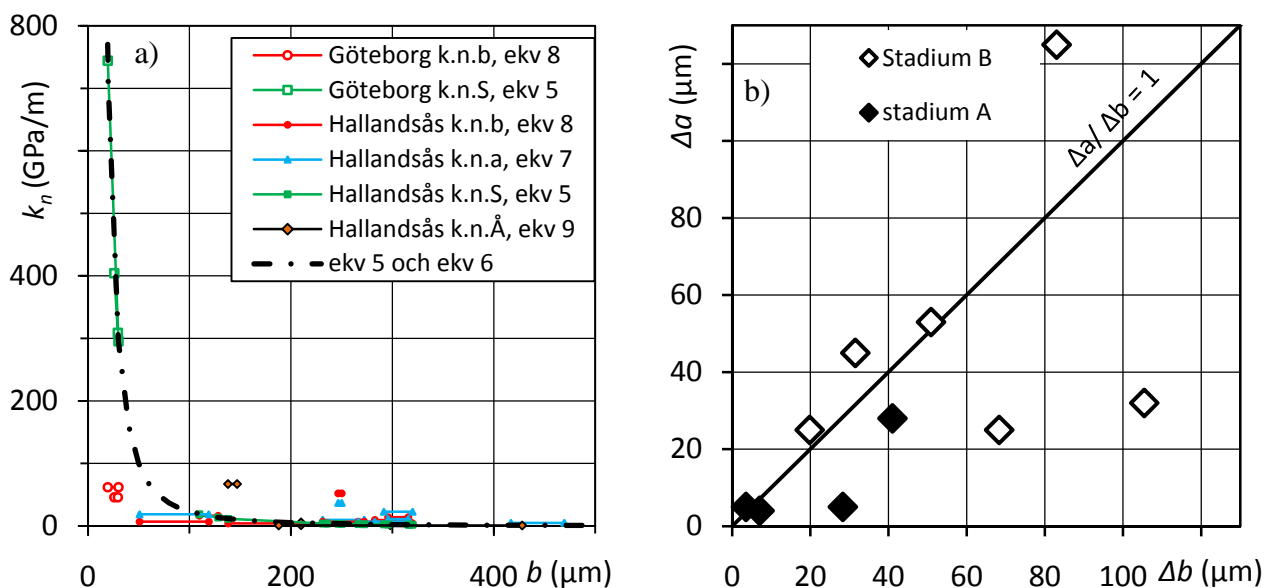 800
400
200
0
kₙ (GPa/m)
a)
Göteborg k.n.b, ekv 8
Göteborg k.n.S, ekv 5
Hallandsås k.n.b, ekv 8
Hallandsås k.n.a, ekv 7
Hallandsås k.n.S, ekv 5
Hallandsås k.n.Å, ekv 9
ekv 5 och ekv 6
0 200 400 b (µm)
80
60
40
20
0
Δa (µm)
b)
Stadium B
stadium A
Δa/ Δb = 1
0 20 40 60 80 100 Δb (µm)